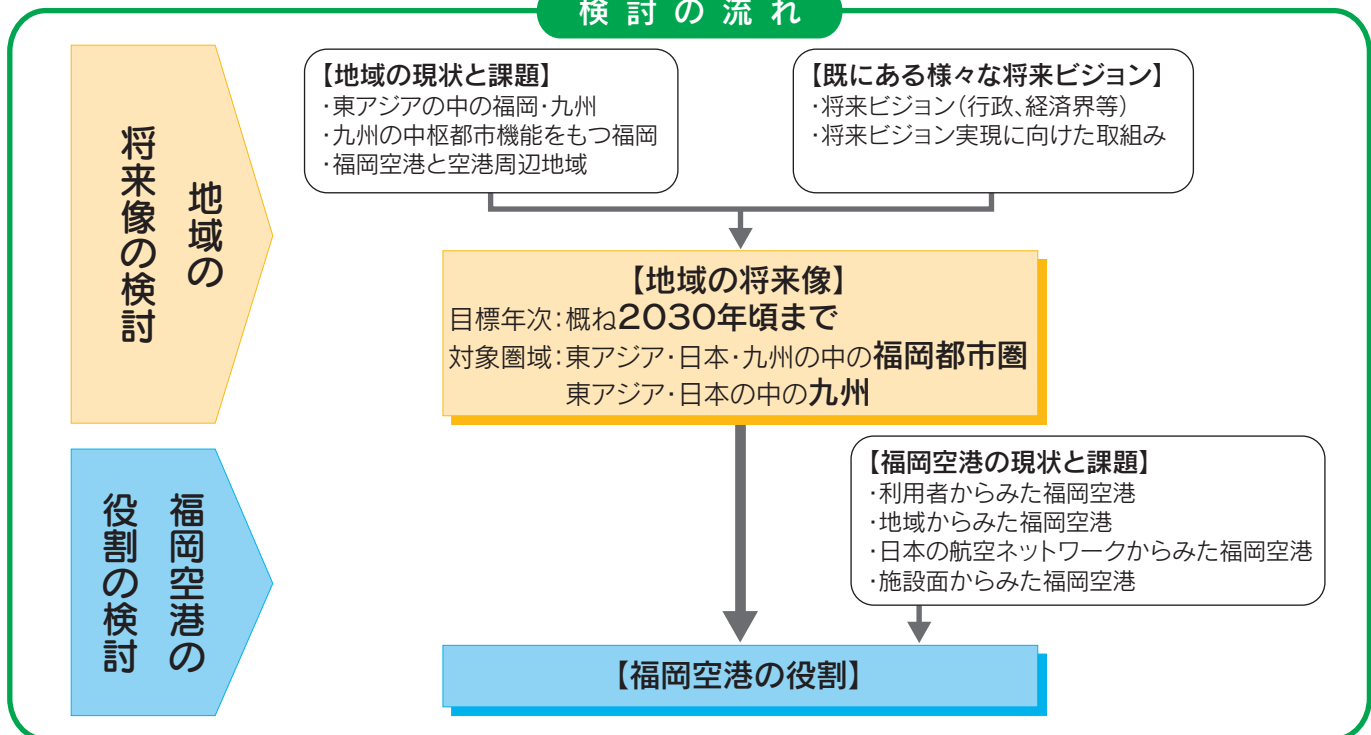 検討の流れ
地域の
将来像の検討
【地域の現状と課題】
・東アジアの中の福岡・九州
・九州の中枢都市機能をもつ福岡
・福岡空港と空港周辺地域
【既にある様々な将来ビジョン】
・将来ビジョン(行政、経済界等)
・将来ビジョン実現に向けた取組み
【地域の将来像】
目標年次:概ね2030年頃まで
対象圏域:東アジア・日本・九州の中の福岡都市圏
東アジア・日本の中の九州
福岡空港の
役割の検討
【福岡空港の現状と課題】
・利用者からみた福岡空港
・地域からみた福岡空港
・日本の航空ネットワークからみた福岡空港
・施設面からみた福岡空港
【福岡空港の役割】